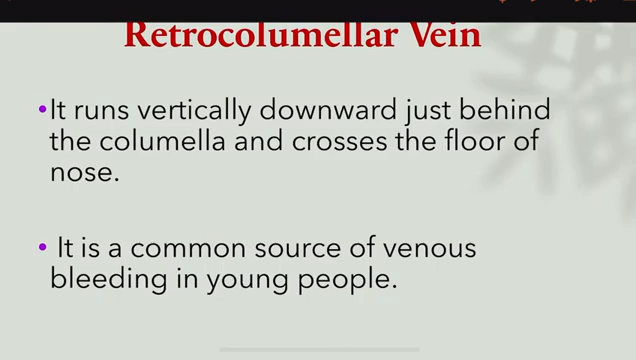 Retrocolumellar Vein
•It runs vertically downward just behind
the columella and crosses the floor of
nose.
• It is a common source of venous
bleeding in young people.